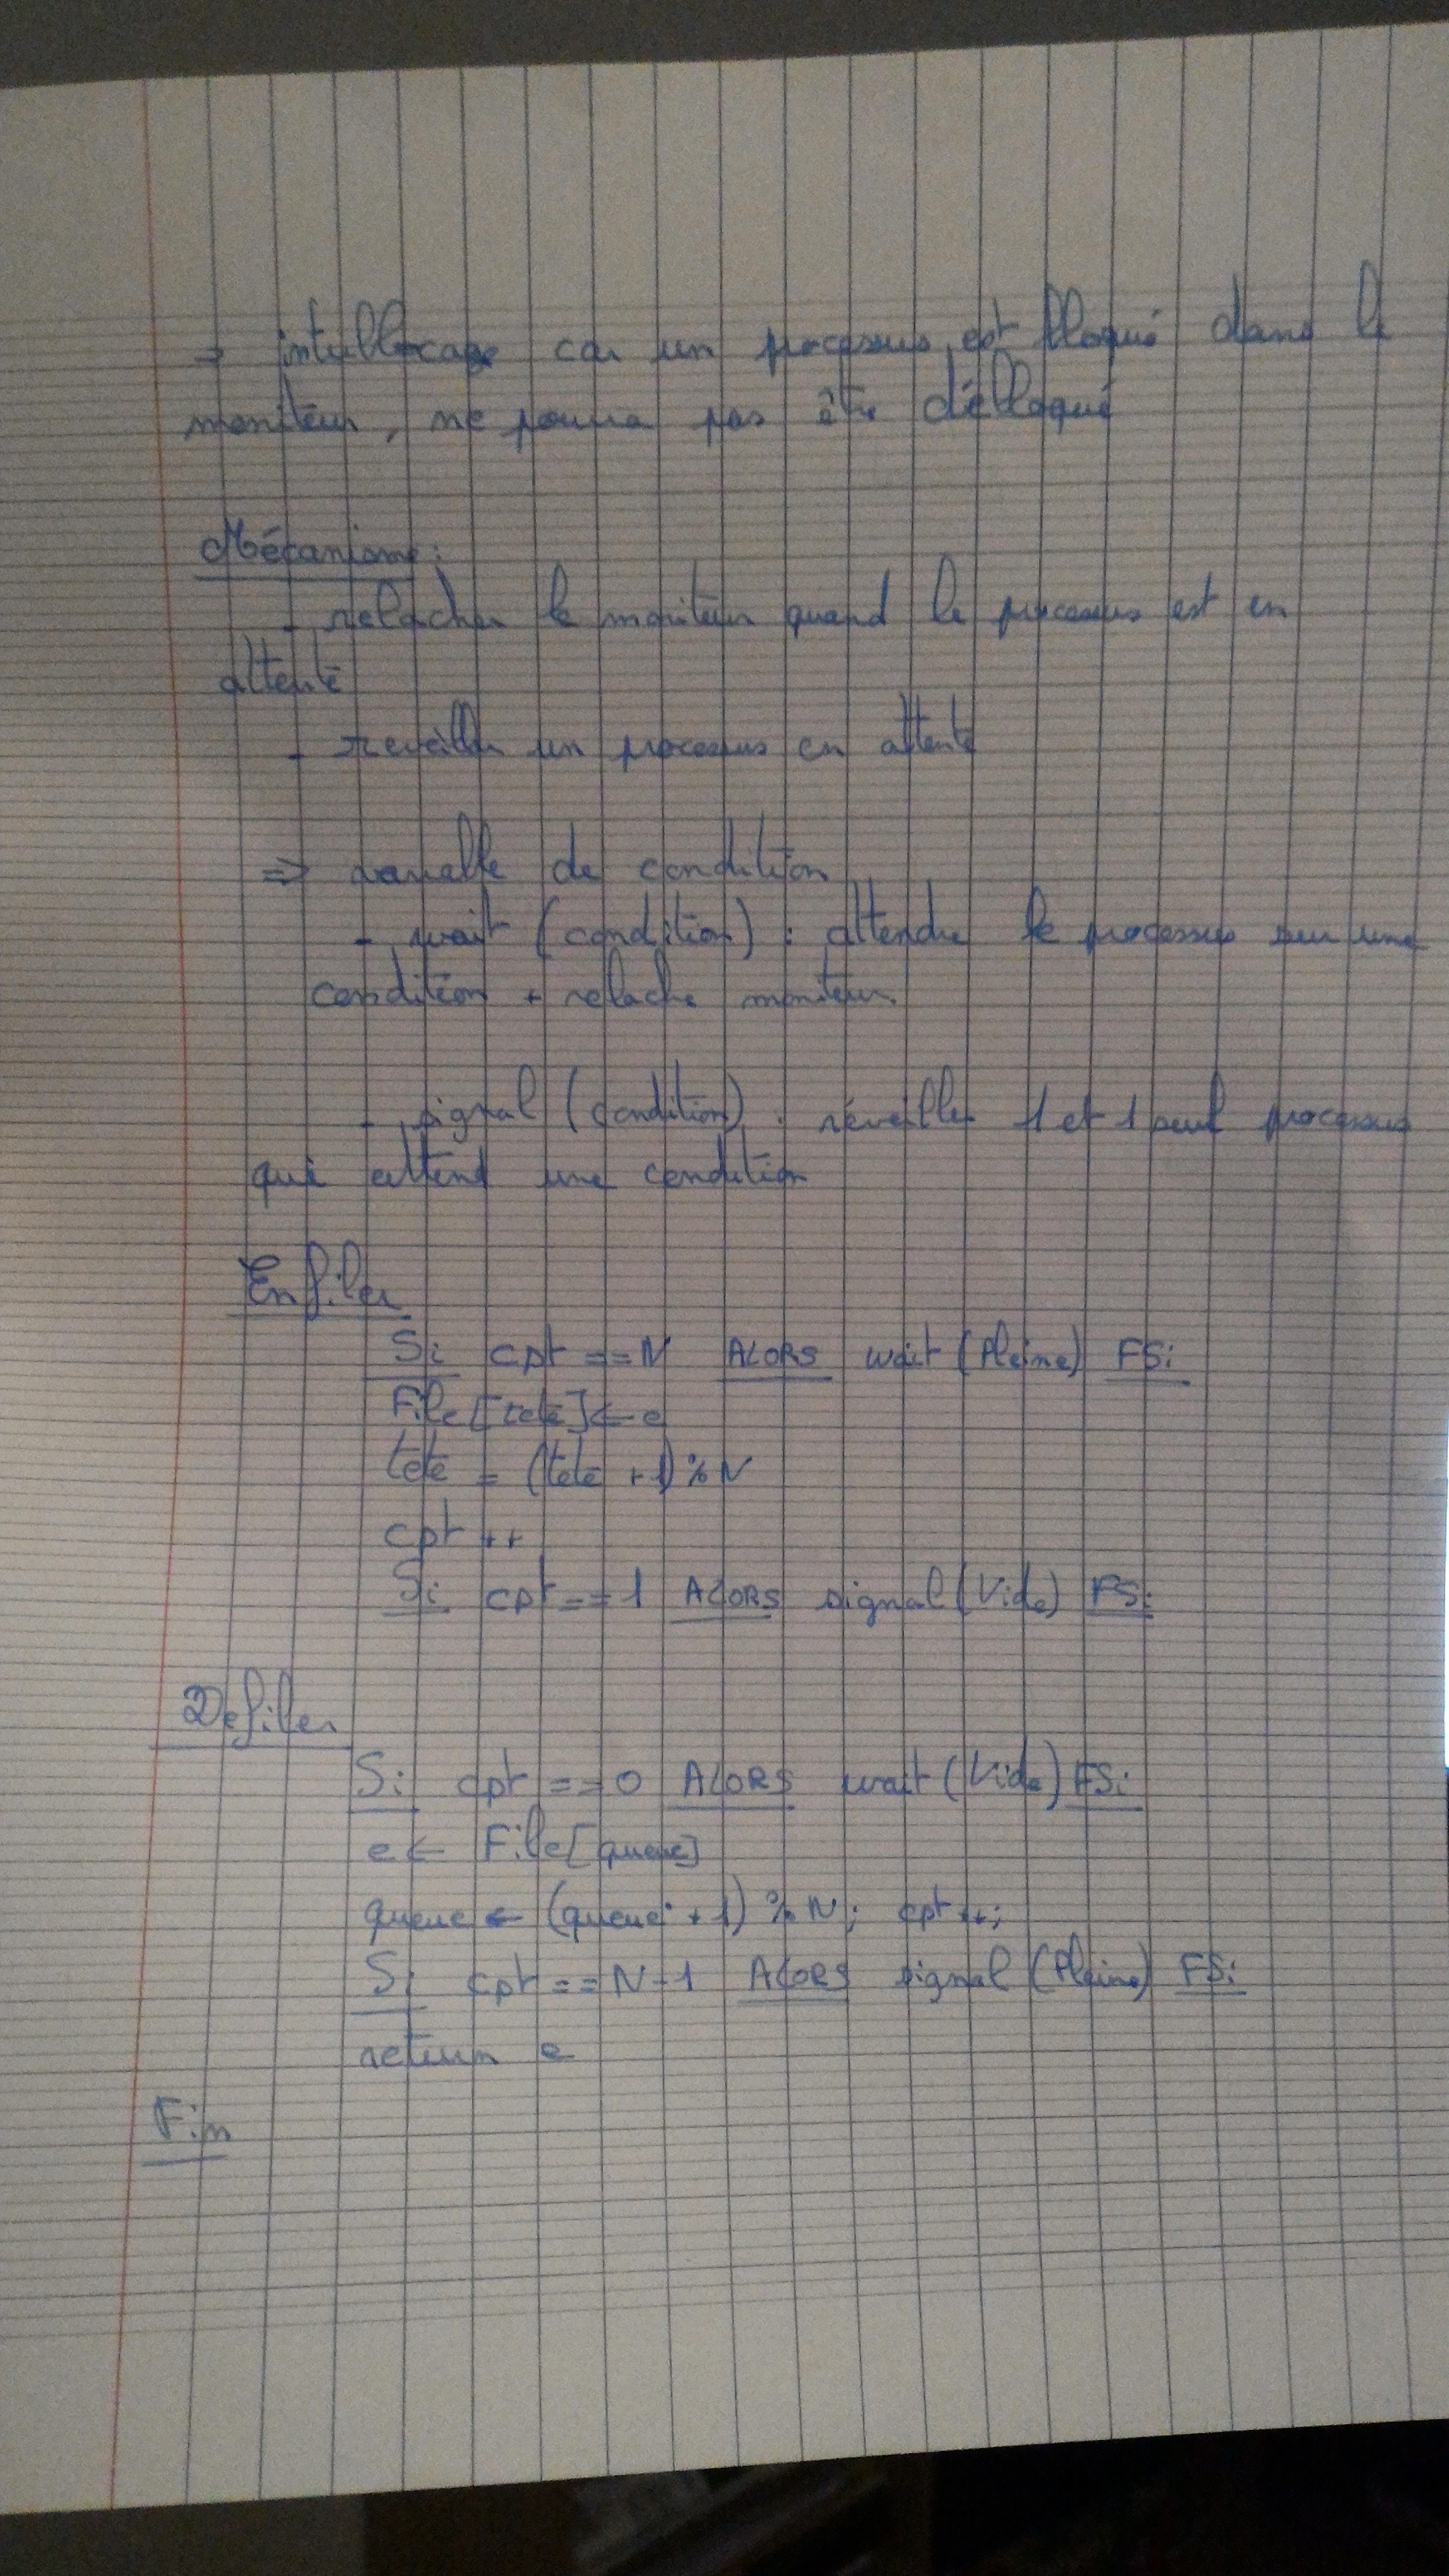 → interblocage car un processus est bloqué dans le
moniteur, ne pourra pas être débloqué
Mécanisme :
- relacher le moniteur quand le processus est en
attente
- reveiller un processus en attente
=> variable de condition
- wait (condition) : attendre le processus sur une
condition + relache moniteur.
- signal (condition) : réveiller 1 et 1 seul processus
qui attend une condition
Enfiler
Si cpt == N ALORS wait (Pleine) FSi
File[tete] ← e
tete = (tete + 1) % N
cpt ++
Si cpt == 1 ALORS signal (Vide) FSi
Defiler
Si cpt == 0 ALORS wait (Vide) FSi
e ← File[queue]
queue ← (queue + 1) % N; cpt++;
Si cpt == N-1 ALORS signal (Pleine) FSi
return e
Fin